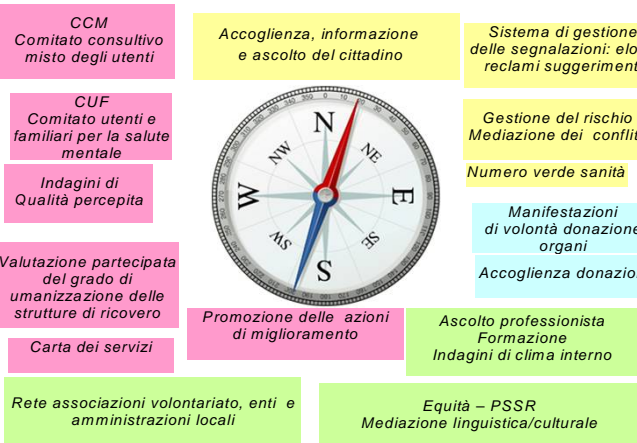 CCM
Comitato consultivo
misto degli utenti
Accoglienza, informazione
e ascolto del cittadino
Sistema di gestione
delle segnalazioni: elo
reclami suggeriment
CUF
Comitato utenti e
familiari per la salute
mentale
Gestione del rischio
Mediazione dei conflit
Indagini di
Qualità percepita
Numero verde sanità
Manifestazioni
di volontà donazione
organi
Accoglienza donazio
Valutazione partecipata
del grado di
umanizzazione delle
strutture di ricovero
N
NE
E
SE
S
SW
W
NW
Promozione delle azioni
di miglioramento
Ascolto professionista
Formazione
Indagini di clima interno
Carta dei servizi
Rete associazioni volontariato, enti e
amministrazioni locali
Equità – PSSR
Mediazione linguistica/culturale